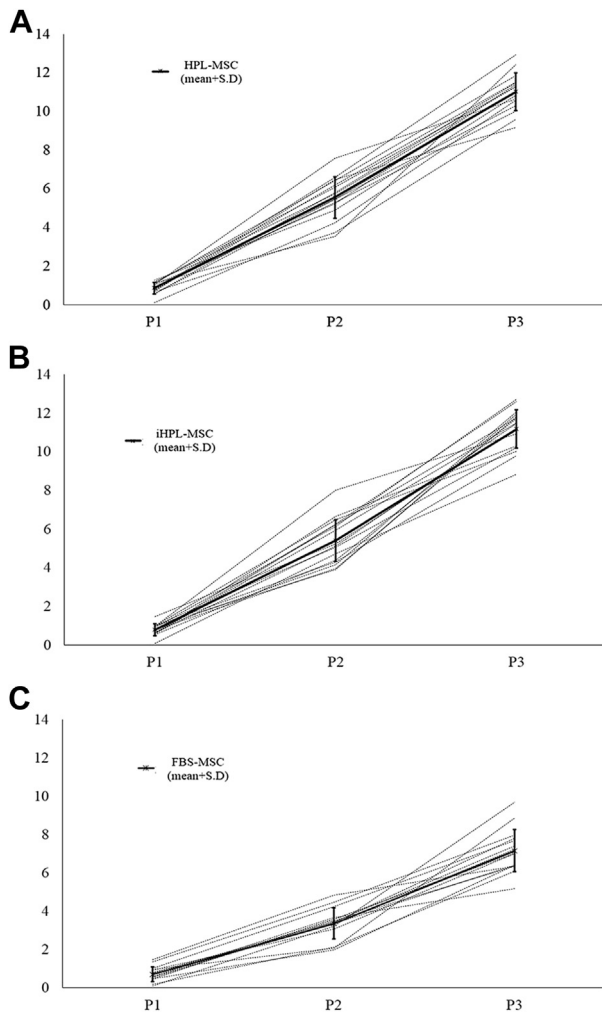 A
14
12
10
8
6
4
2
0
HPL-MSC
(mean+S.D)
P1 P2 P3
B
14
12
10
8
6
4
2
0
iHPL-MSC
(mean+S.D)
P1 P2 P3
C
14
12
10
8
6
4
2
0
FBS-MSC
(mean+S.D)
P1 P2 P3